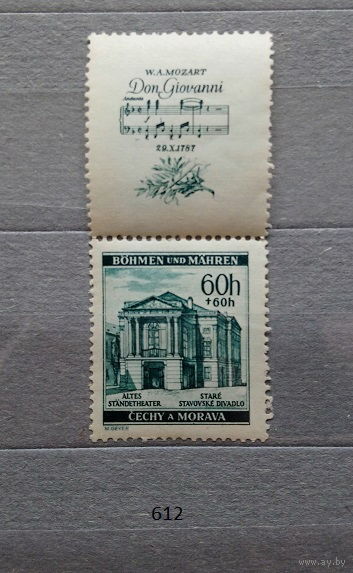 W.A.MOZART
Don Giovanni
Andante
29.X.1787
BÖHMEN UND MÄHREN
60h
+60h
ALTES STARÉ
STÄNDETHEATER STAVOVSKÉ DIVADLO
ČECHY A MORAVA
612
www.ay.by